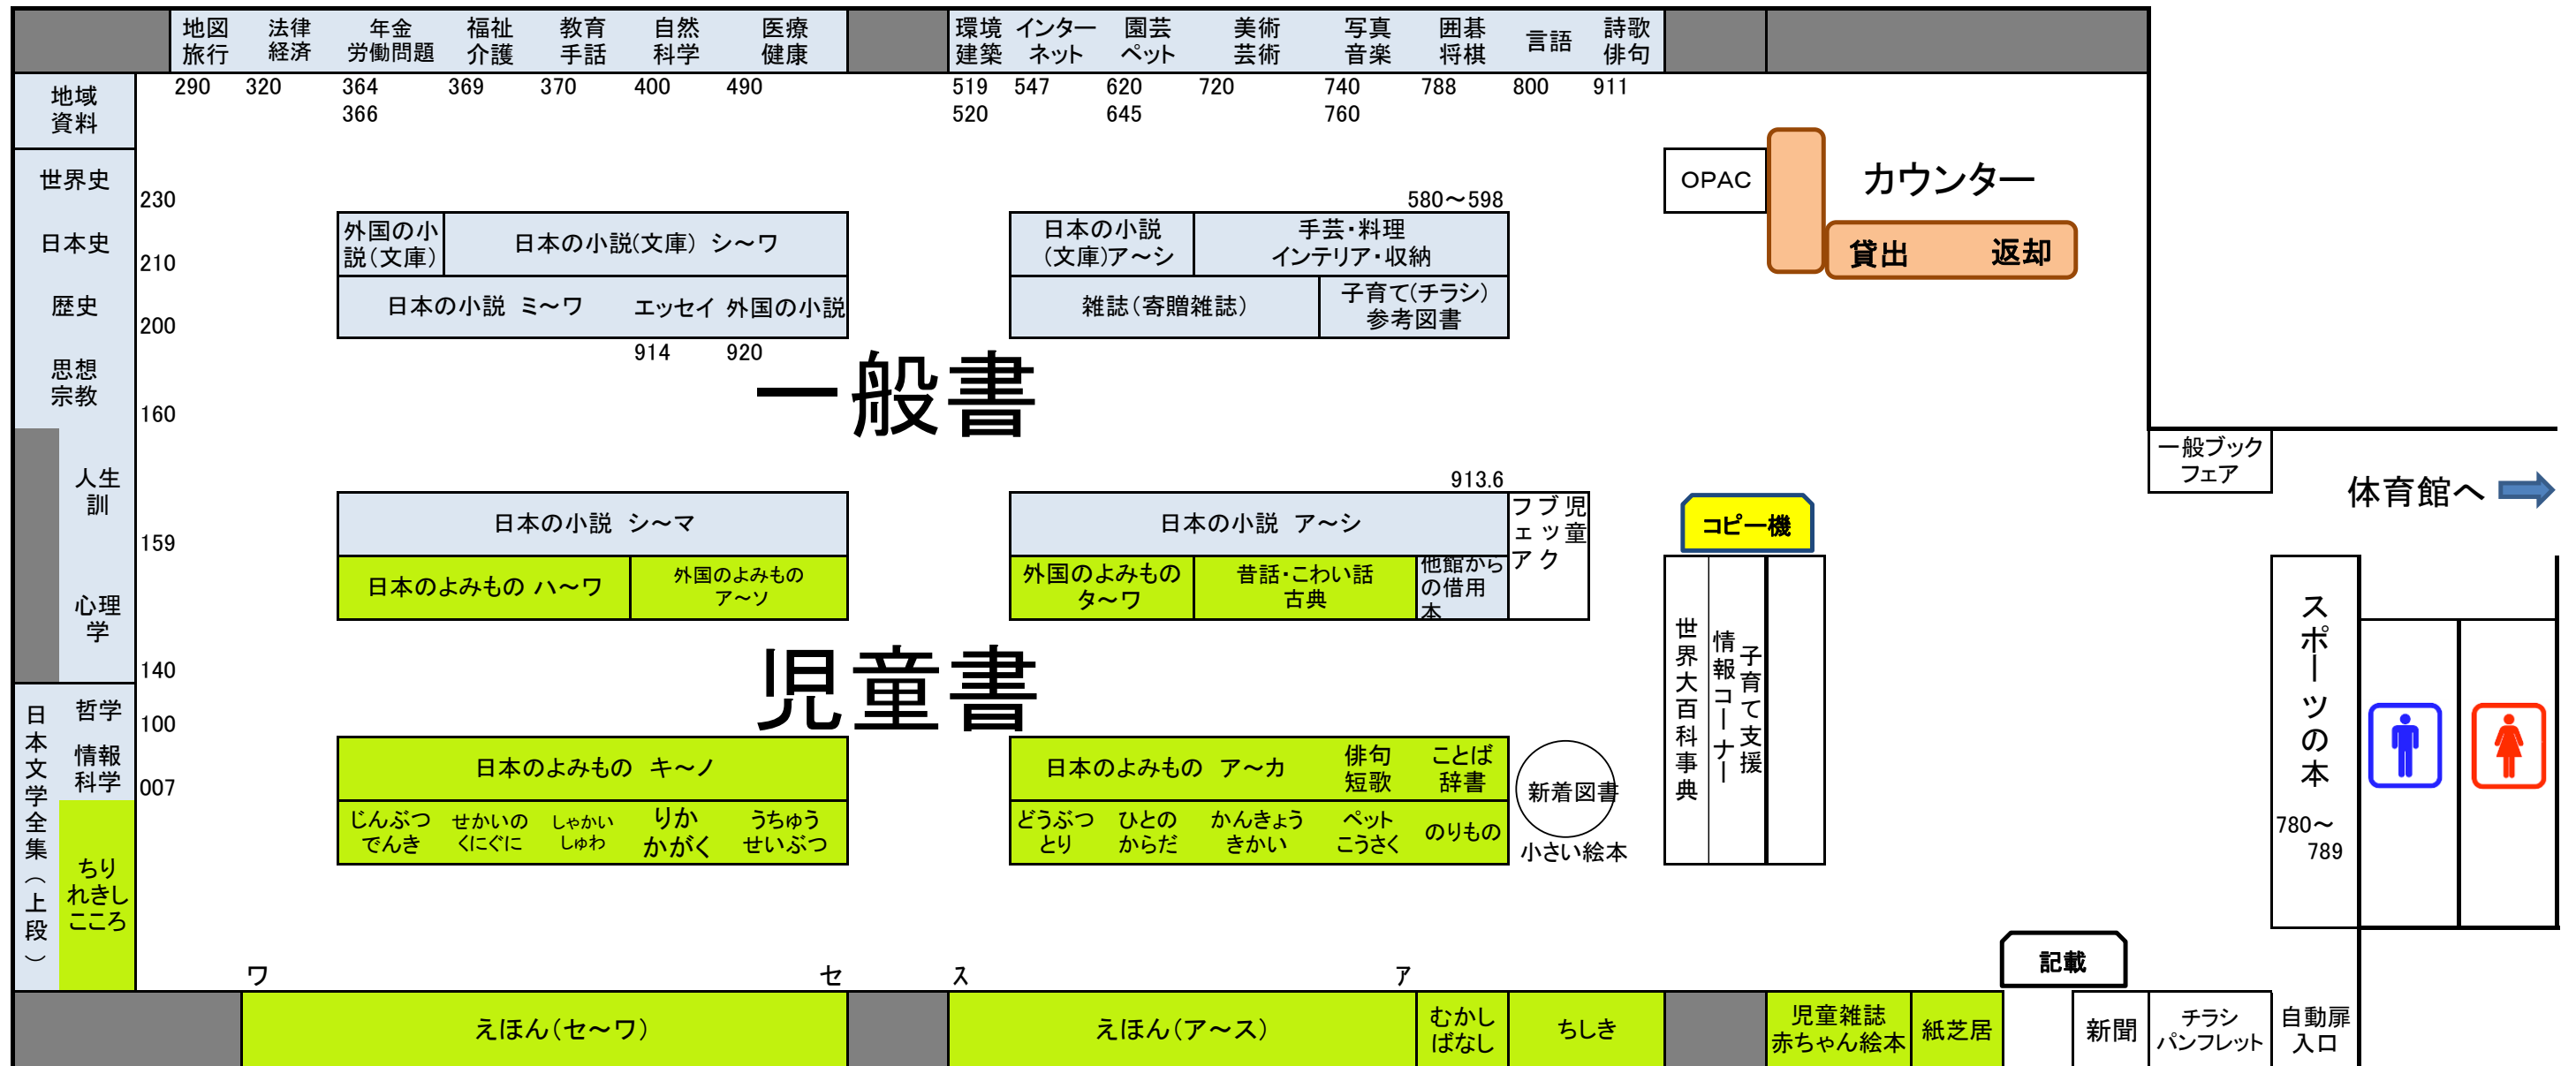 地図
旅行
法律
経済
年金
労働問題
福祉
介護
教育
手話
自然
科学
医療
健康
環境
建築
インター
ネット
園芸
ペット
美術
芸術
写真
音楽
囲碁
将棋
言語
詩歌
俳句
290
320
364
366
369
370
400
490
519
520
547
620
645
720
740
760
788
800
911
地域
資料
世界史
230
日本史
210
歴史
200
思想
宗教
160
人生
訓
159
心理
学
140
哲学
100
情報
科学
007
日本文学全集（上段）
ちり
れきし
こころ
外国の小
説（文庫）
日本の小説（文庫） シ～ワ
日本の小説 ミ～ワ
エッセイ
外国の小説
914
920
580～598
日本の小説
（文庫）ア～シ
手芸・料理
インテリア・収納
雑誌（寄贈雑誌）
子育て（チラシ）
参考図書
OPAC
カウンター
貸出
返却
一般書
一般ブック
フェア
体育館へ
日本の小説 シ～マ
日本のよみもの ハ～ワ
外国のよみもの
ア～ソ
913.6
日本の小説 ア～シ
外国のよみもの
タ～ワ
昔話・こわい話
古典
他館から
の借用
本
児童
ブック
フェア
コピー機
世界大百科事典
子育て支援
情報コーナー
スポーツの本
780～
789
児童書
日本のよみもの キ～ノ
じんぶつ
でんき
せかいの
くにぐに
しゃかい
しゅわ
りか
かがく
うちゅう
せいぶつ
日本のよみもの ア～カ
俳句
短歌
ことば
辞書
どうぶつ
とり
ひとの
からだ
かんきょう
きかい
ペット
こうさく
のりもの
新着図書
小さい絵本
記載
ワ
セ
ス
ア
えほん（セ～ワ）
えほん（ア～ス）
むかし
ばなし
ちしき
児童雑誌
赤ちゃん絵本
紙芝居
新聞
チラシ
パンフレット
自動扉
入口